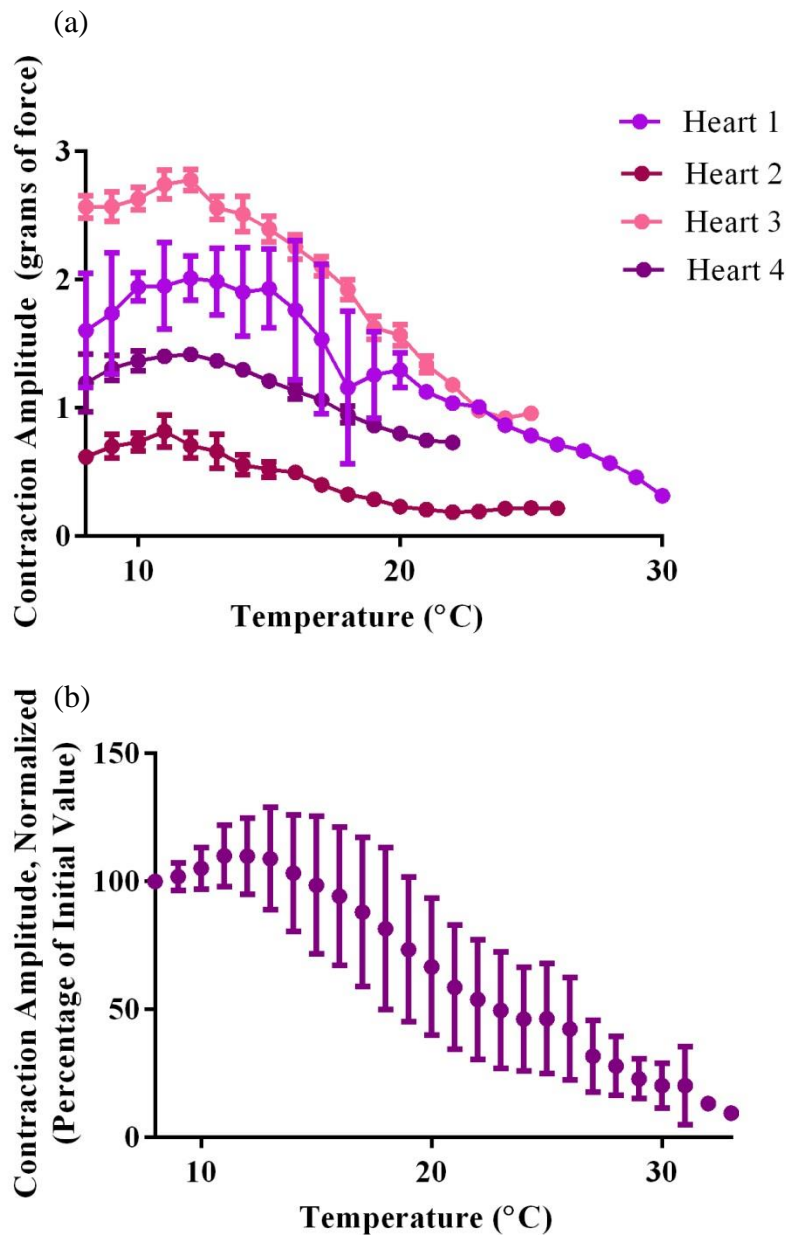 (a)
Contraction Amplitude (grams of force)
3
2
1
0
10
20
30
Temperature (°C)
Heart 1
Heart 2
Heart 3
Heart 4
(b)
Contraction Amplitude, Normalized
(Percentage of Initial Value)
150
100
50
0
10
20
30
Temperature (°C)